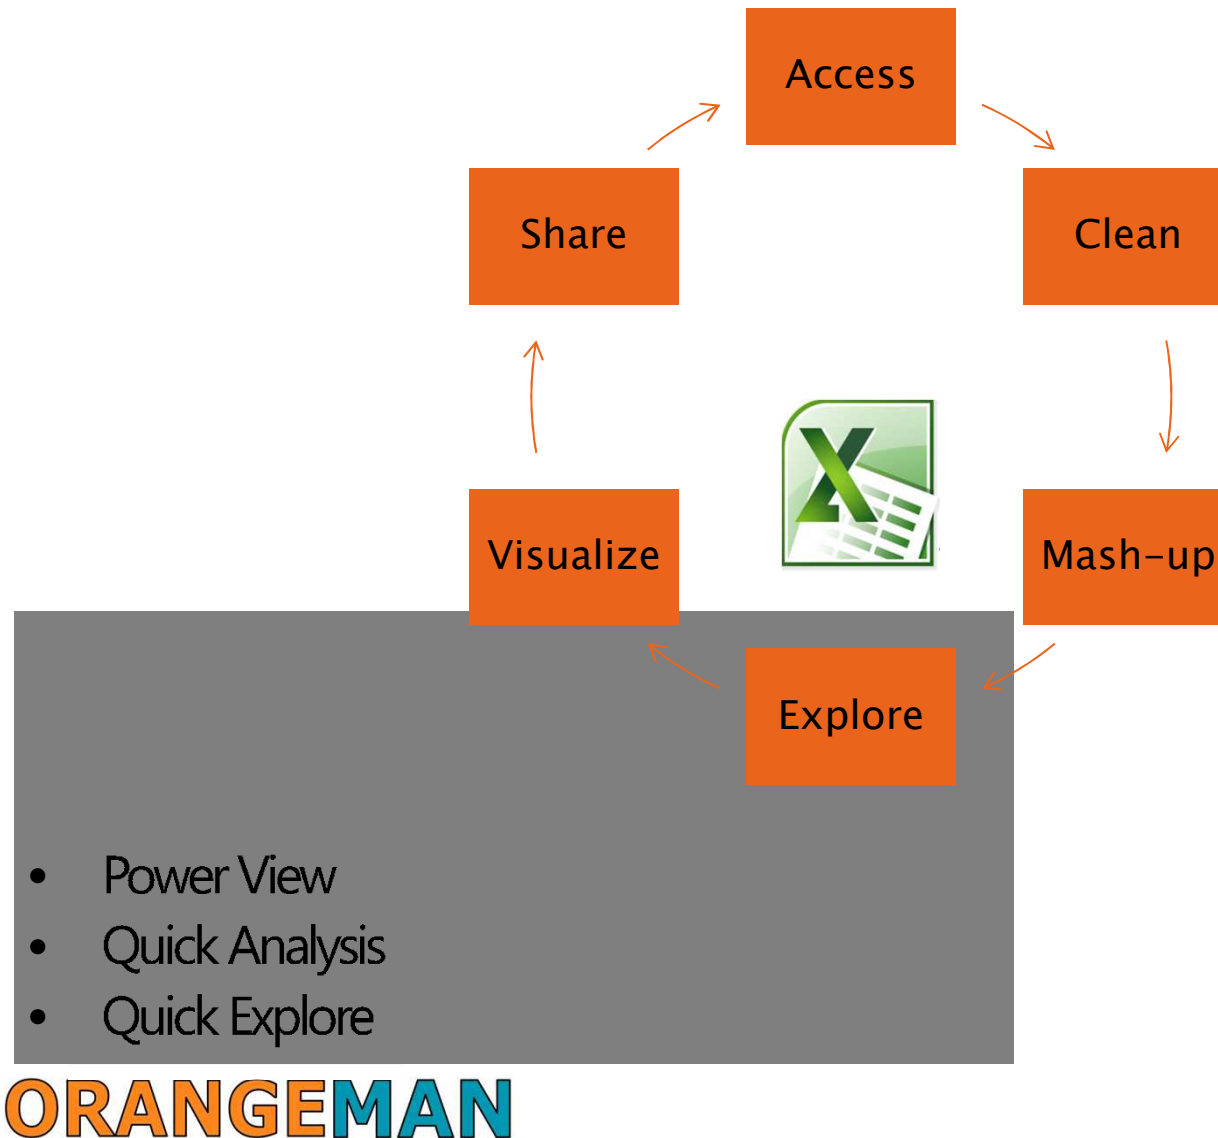 Access
Share
Clean
Visualize
Mash-up
Explore
• Power View
• Quick Analysis
• Quick Explore
ORANGEMAN